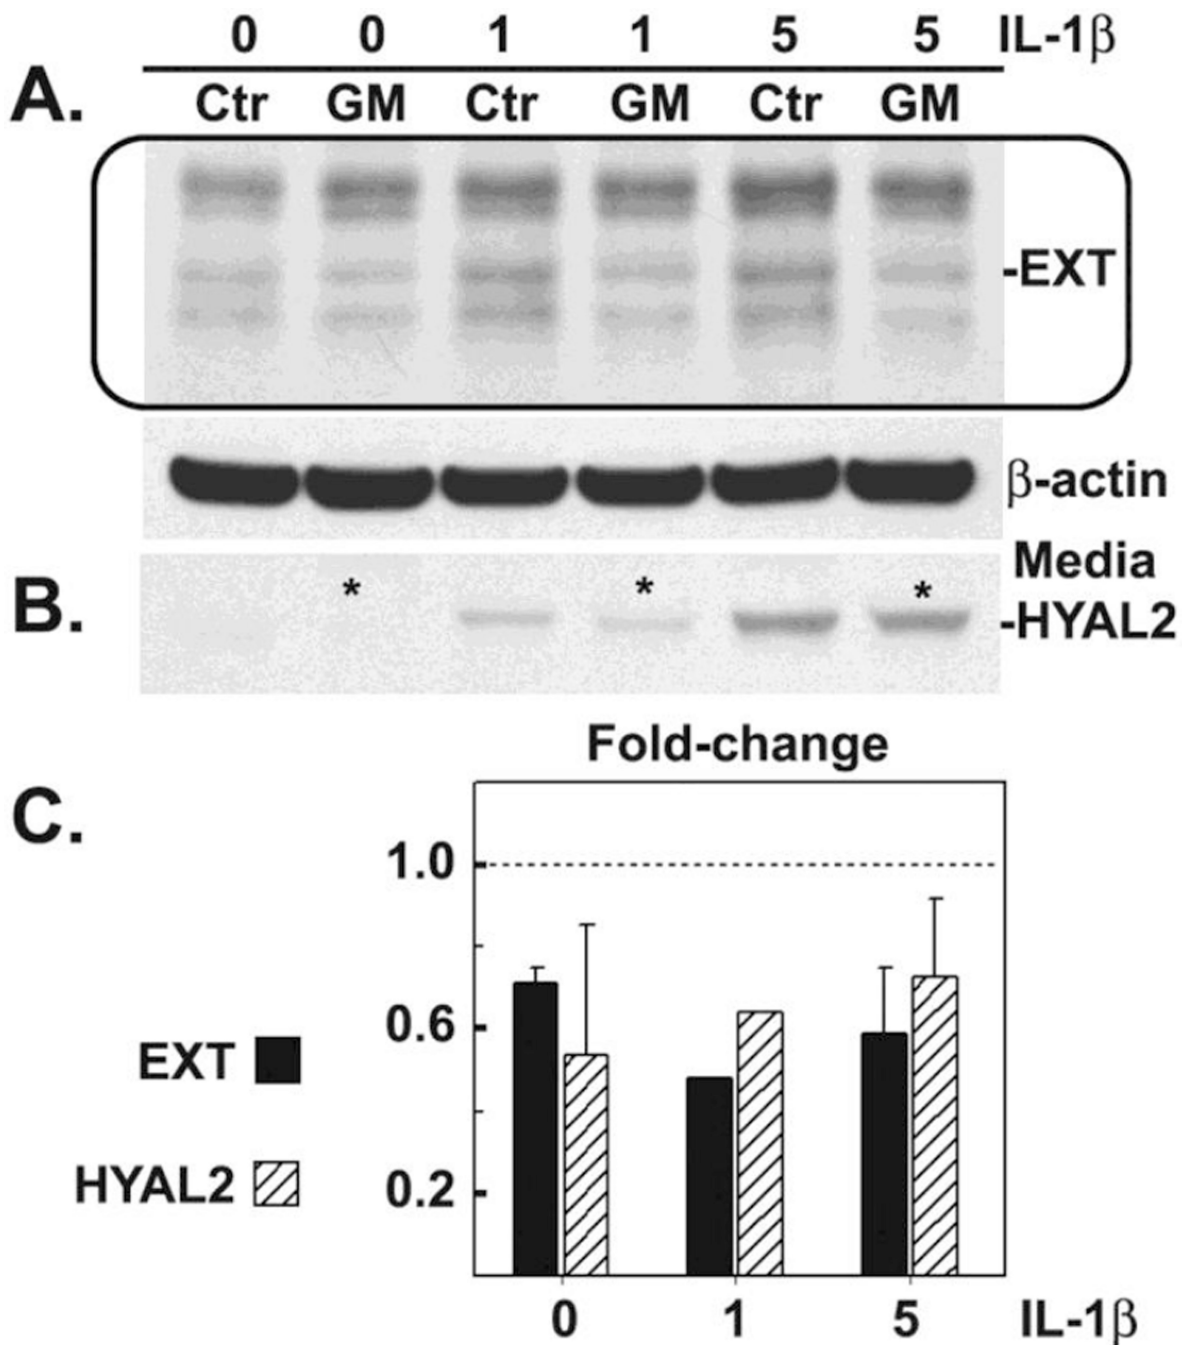 0 0 1 1 5 5 IL-1β
A.
Ctr GM Ctr GM Ctr GM
-EXT
β-actin
Media
B.
* * *
-HYAL2
Fold-change
C.
1.0
0.6
EXT
HYAL2
0.2
0 1 5 IL-1β